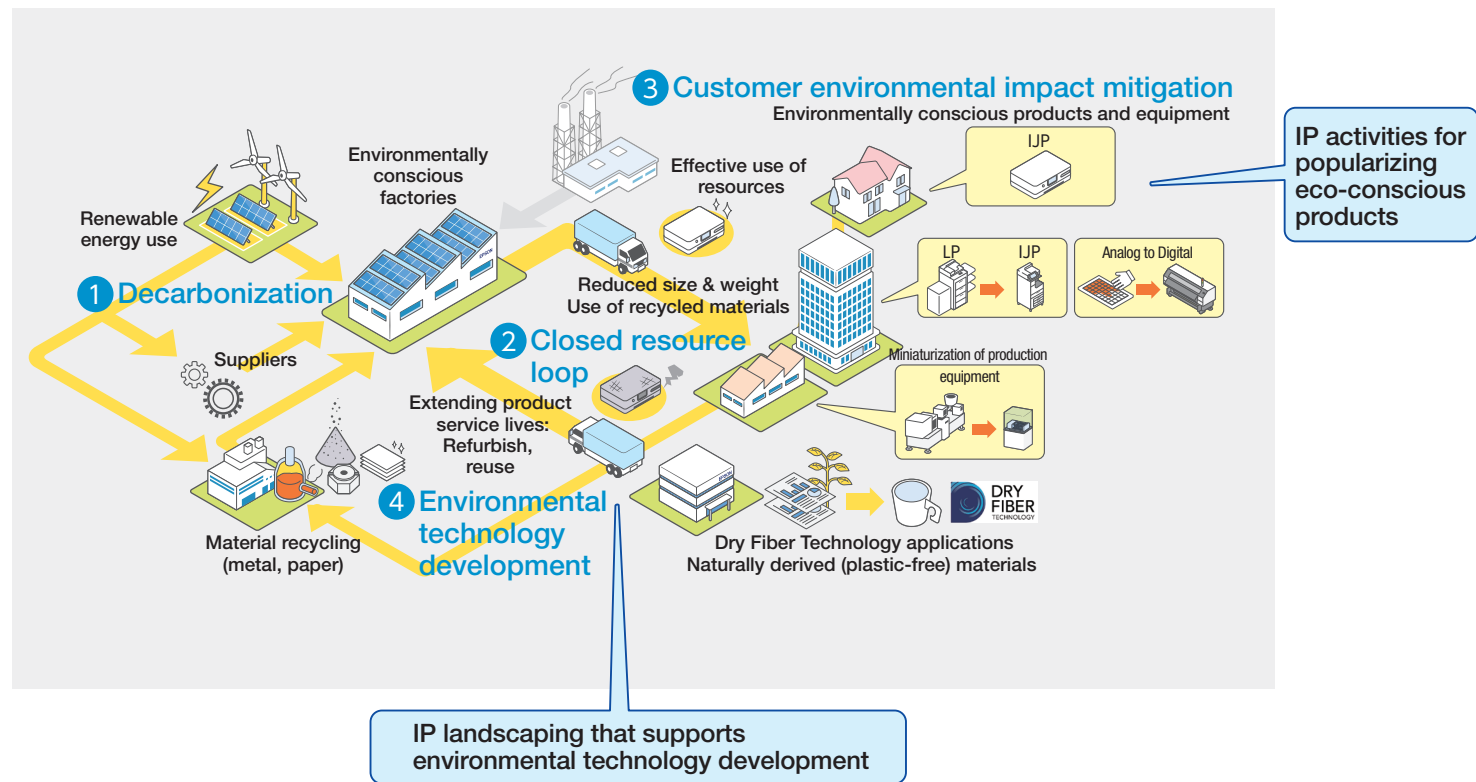 3 Customer environmental impact mitigation
Environmentally conscious products and equipment
IJP
IP activities for
popularizing
eco-conscious
products
Environmentally
conscious
factories
Effective use of
resources
Renewable
energy use
EPSON
LP
IJP
Analog to Digital
1 Decarbonization
Reduced size & weight
Use of recycled materials
2 Closed resource
loop
Suppliers
Miniaturization of production
equipment
Extending product
service lives:
Refurbish,
reuse
4 Environmental
technology
development
EPSON
DRY
FIBER
TECHNOLOGY
Material recycling
(metal, paper)
Dry Fiber Technology applications
Naturally derived (plastic-free) materials
IP landscaping that supports
environmental technology development